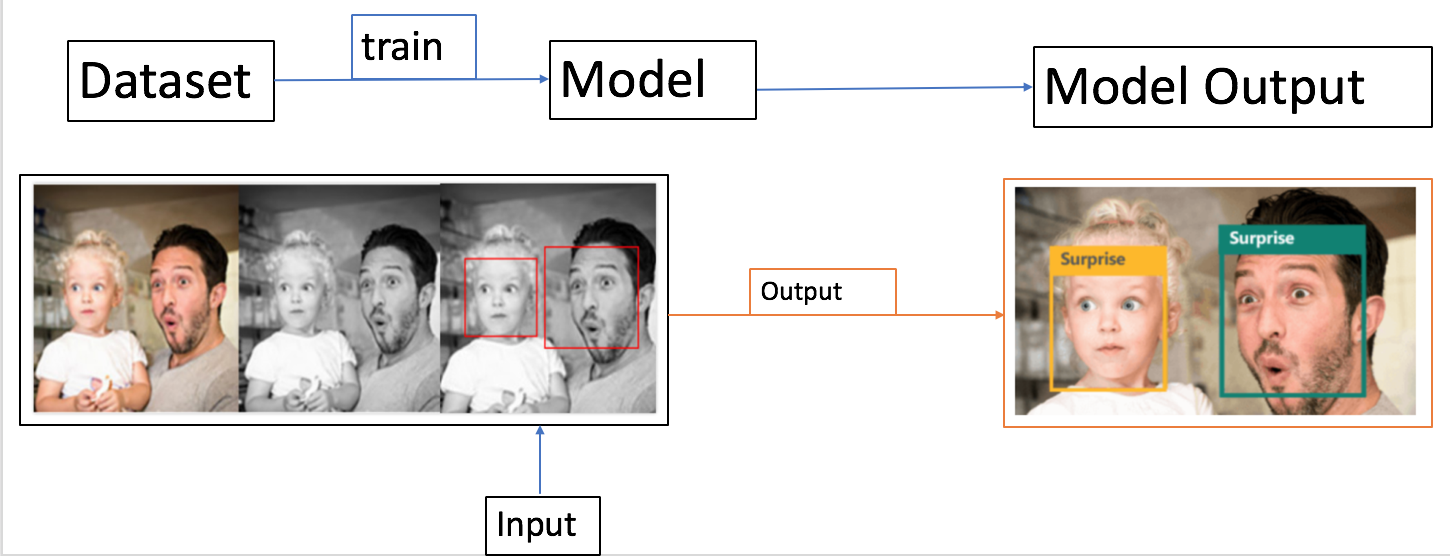 train
Dataset
Model
Model Output
Surprise
Surprise
Output
Input